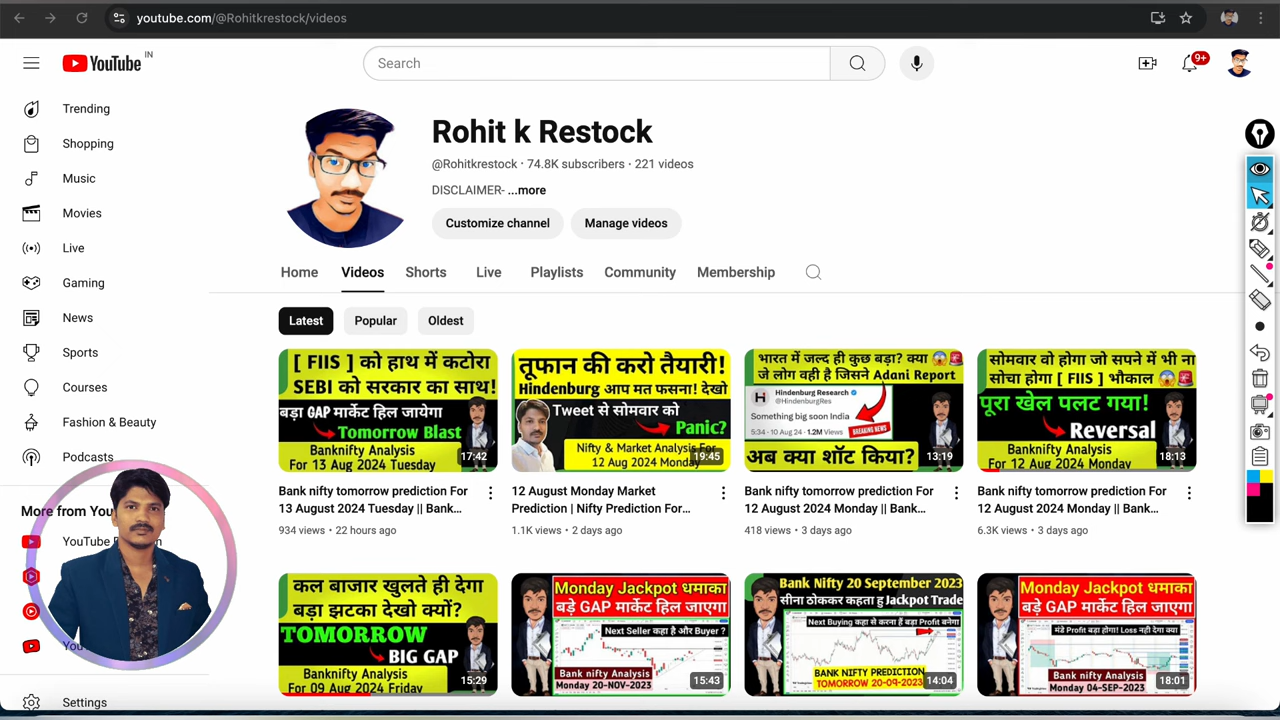 youtube.com/@Rohitkrestock/videos
YouTube IN
Search
9+
Trending
Shopping
Music
Movies
Live
Gaming
News
Sports
Courses
Fashion & Beauty
Podcasts
More from You
YouTube
You
Settings
Rohit k Restock
@Rohitkrestock · 74.8K subscribers · 221 videos
DISCLAIMER- ...more
Customize channel
Manage videos
Home Videos Shorts Live Playlists Community Membership
Latest Popular Oldest
[ FIIS ] को हाथ में कटोरा
SEBI को सरकार का साथ!
बड़ा GAP मार्केट हिल जायेगा
Tomorrow Blast
Banknifty Analysis
For 13 Aug 2024 Tuesday
17:42
Bank nifty tomorrow prediction For
13 August 2024 Tuesday || Bank...
934 views · 22 hours ago
तूफान की करो तैयारी!
Hindenburg आप मत फसना! देखो
Tweet से सोमवार को
Panic?
Nifty & Market Analysis For
12 Aug 2024 Monday
19:45
12 August Monday Market
Prediction | Nifty Prediction For...
1.1K views · 2 days ago
भारत में जल्द ही कुछ बड़ा? क्या
जे लोग वही है जिसने Adani Report
H Hindenburg Research
@HindenburgRes
Something big soon India
5:34 · 10 Aug 24 · 1.2M Views
BREAKING NEWS
अब क्या शॉट किया?
13:19
Bank nifty tomorrow prediction For
12 August 2024 Monday || Bank...
418 views · 3 days ago
सोमवार वो होगा जो सपने में भी ना
सोचा होगा [ FIIS ] भौकाल
पूरा खेल पलट गया!
Reversal
Banknifty Analysis
For 12 Aug 2024 Monday
18:13
Bank nifty tomorrow prediction For
12 August 2024 Monday || Bank...
6.3K views · 3 days ago
कल बाजार खुलते ही देगा
बड़ा झटका देखो क्यों?
TOMORROW
BIG GAP
Banknifty Analysis
For 09 Aug 2024 Friday
15:29
Monday Jackpot धमाका
बड़े GAP मार्केट हिल जाएगा
Next Seller कहा है और Buyer ?
Bank nifty Analysis
Monday 20-NOV-2023
15:43
Bank Nifty 20 September 2023
सीना ठोककर कहता हु Jackpot Trade
Next Buying कहा से करना हैं बड़ा Profit बनेगा
BANK NIFTY PREDICTION
TOMORROW 20-09-2023
14:04
Monday Jackpot धमाका
बड़े GAP मार्केट हिल जाएगा
मंडे Profit बड़ा होगा! Loss नही देगा क्या
Bank nifty Analysis
Monday 04-SEP-2023
18:01